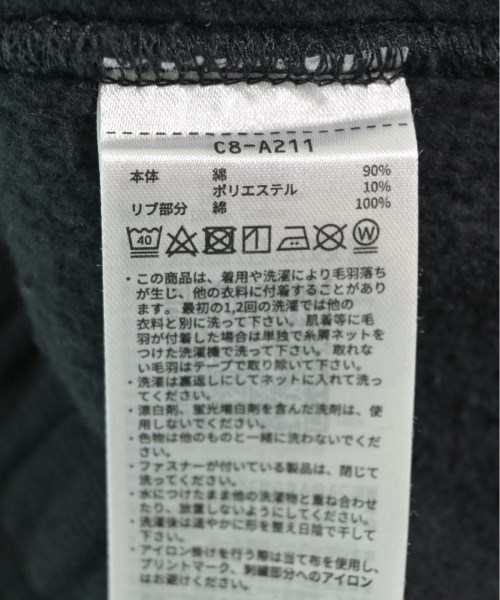 C8-A211
本体 綿 90%
ポリエステル 10%
リブ部分 綿 100%
40 W
・この商品は、着用や洗濯により毛羽落ち
が生じ、他の衣料に付着することがあり
ます。最初の1,2回の洗濯では他の
衣料と別に洗って下さい。肌着等に毛
羽が付着した場合は単独で糸屑ネットを
つけた洗濯機で洗って下さい。取れな
い毛羽はテープで取り除いて下さい。
・洗濯は裏返しにしてネットに入れて洗っ
てください。
・漂白剤、蛍光増白剤を含んだ洗剤は、使
用しないでください。
・色物は他のものと一緒に洗わないでくだ
さい。
・ファスナーが付いている製品は、閉じて
洗ってください。
・水につけたまま他の洗濯物と重ね合わせ
たり、放置しないようにしてください。
・洗濯後は速やかに形を整え日陰で干して
下さい。
・アイロン掛けを行う際は当て布を使用し、
プリントマーク、刺繍部分へのアイロン
はお避けください。